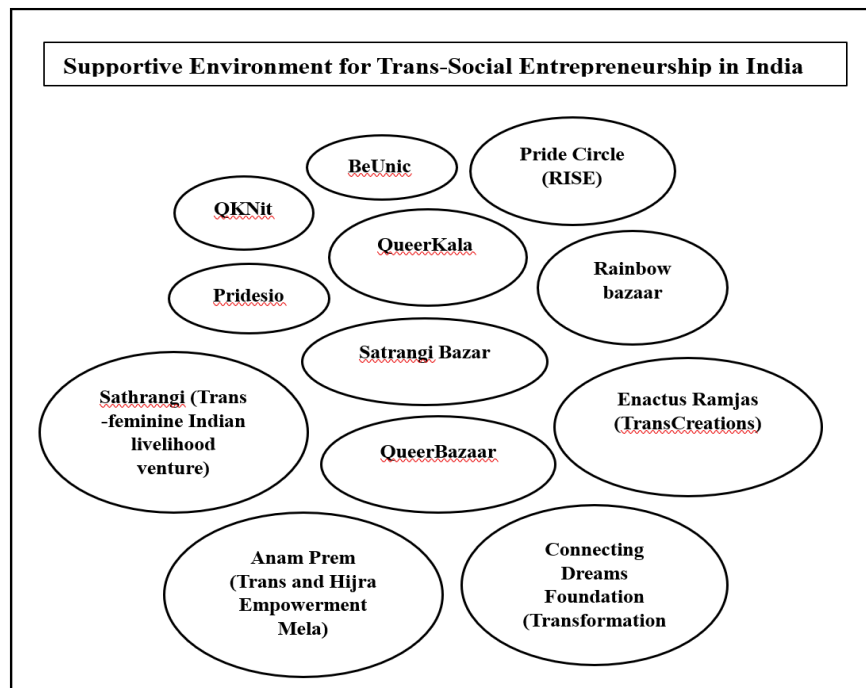 Supportive Environment for Trans-Social Entrepreneurship in India
BeUnic
Pride Circle
(RISE)
QKNit
QueerKala
Rainbow
bazaar
Pridesio
Satrangi Bazar
Sathrangi (Trans
-feminine Indian
livelihood
venture)
Enactus Ramjas
(TransCreations)
QueerBazaar
Anam Prem
(Trans and Hijra
Empowerment
Mela)
Connecting
Dreams
Foundation
(Transformation